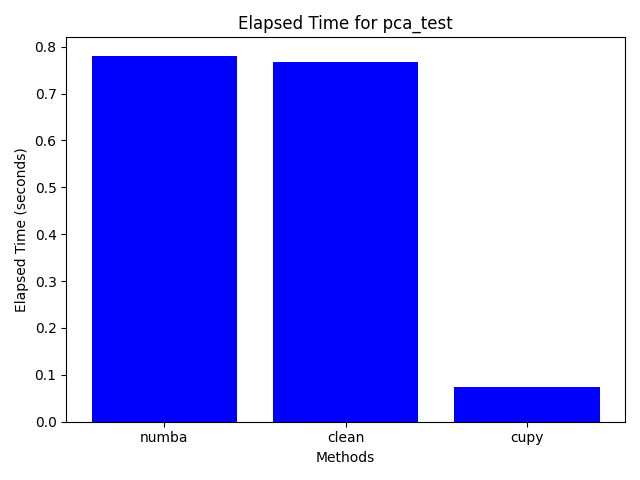 Elapsed Time for pca_test
Elapsed Time (seconds)
0.8
0.7
0.6
0.5
0.4
0.3
0.2
0.1
0.0
numba
clean
cupy
Methods